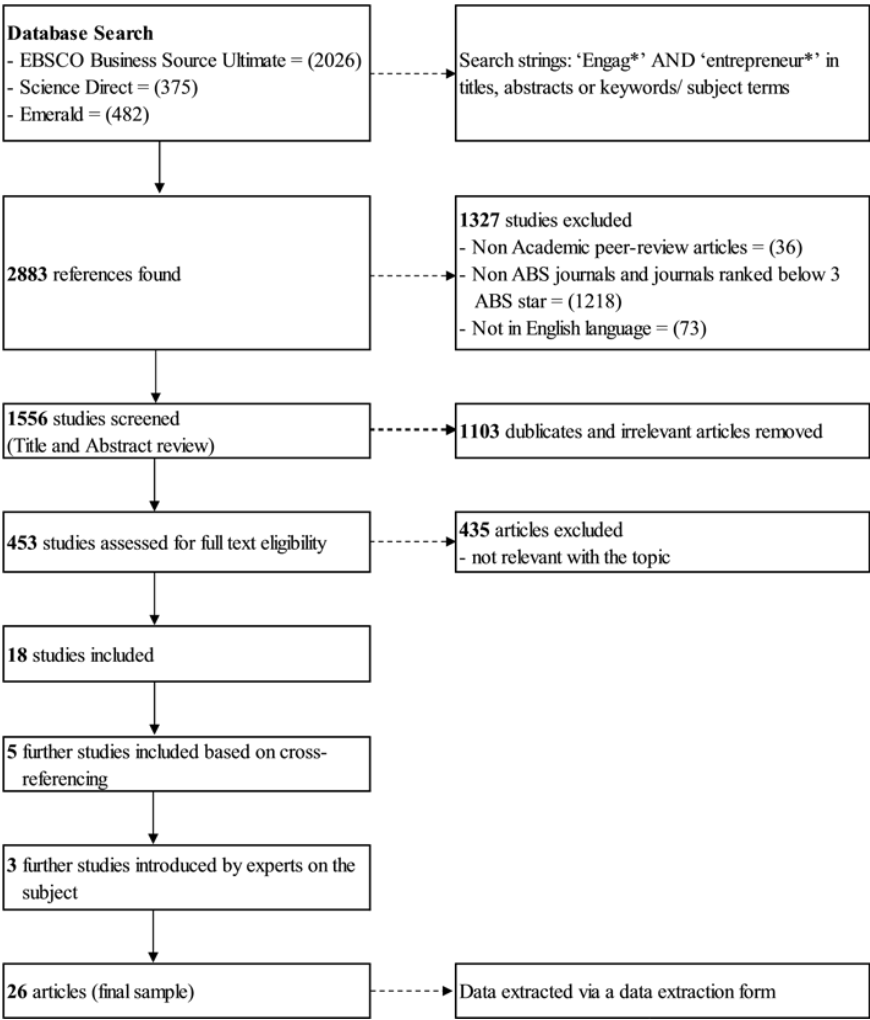 Database Search
- EBSCO Business Source Ultimate = (2026)
- Science Direct = (375)
- Emerald = (482)
Search strings: ‘Engag*’ AND ‘entrepreneur*’ in
titles, abstracts or keywords/ subject terms
2883 references found
1327 studies excluded
- Non Academic peer-review articles = (36)
- Non ABS journals and journals ranked below 3
ABS star = (1218)
- Not in English language = (73)
1556 studies screened
(Title and Abstract review)
1103 dublicates and irrelevant articles removed
453 studies assessed for full text eligibility
435 articles excluded
- not relevant with the topic
18 studies included
5 further studies included based on cross-
referencing
3 further studies introduced by experts on the
subject
26 articles (final sample)
Data extracted via a data extraction form